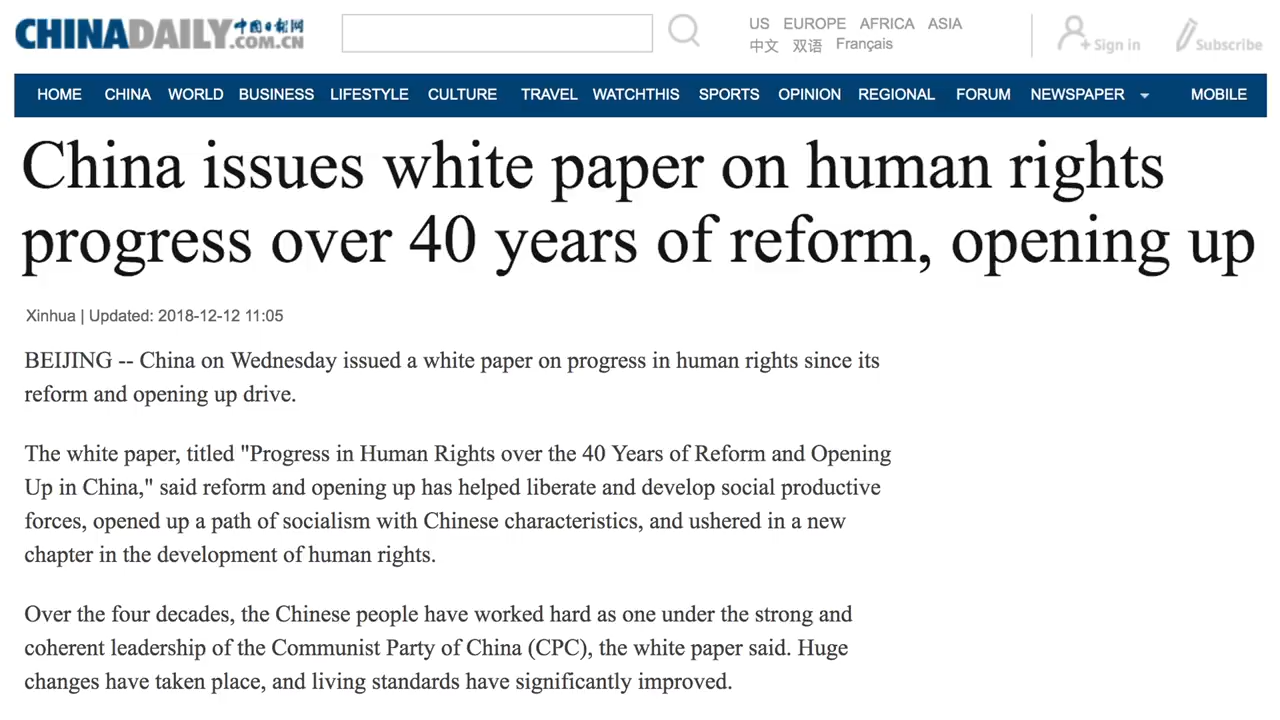 CHINADAILY.COM.CN 中国日报网
US EUROPE AFRICA ASIA
中文 双语 Français
Sign in
Subscribe
HOME CHINA WORLD BUSINESS LIFESTYLE CULTURE TRAVEL WATCHTHIS SPORTS OPINION REGIONAL FORUM NEWSPAPER MOBILE
China issues white paper on human rights
progress over 40 years of reform, opening up
Xinhua | Updated: 2018-12-12 11:05
BEIJING -- China on Wednesday issued a white paper on progress in human rights since its
reform and opening up drive.
The white paper, titled "Progress in Human Rights over the 40 Years of Reform and Opening
Up in China," said reform and opening up has helped liberate and develop social productive
forces, opened up a path of socialism with Chinese characteristics, and ushered in a new
chapter in the development of human rights.
Over the four decades, the Chinese people have worked hard as one under the strong and
coherent leadership of the Communist Party of China (CPC), the white paper said. Huge
changes have taken place, and living standards have significantly improved.